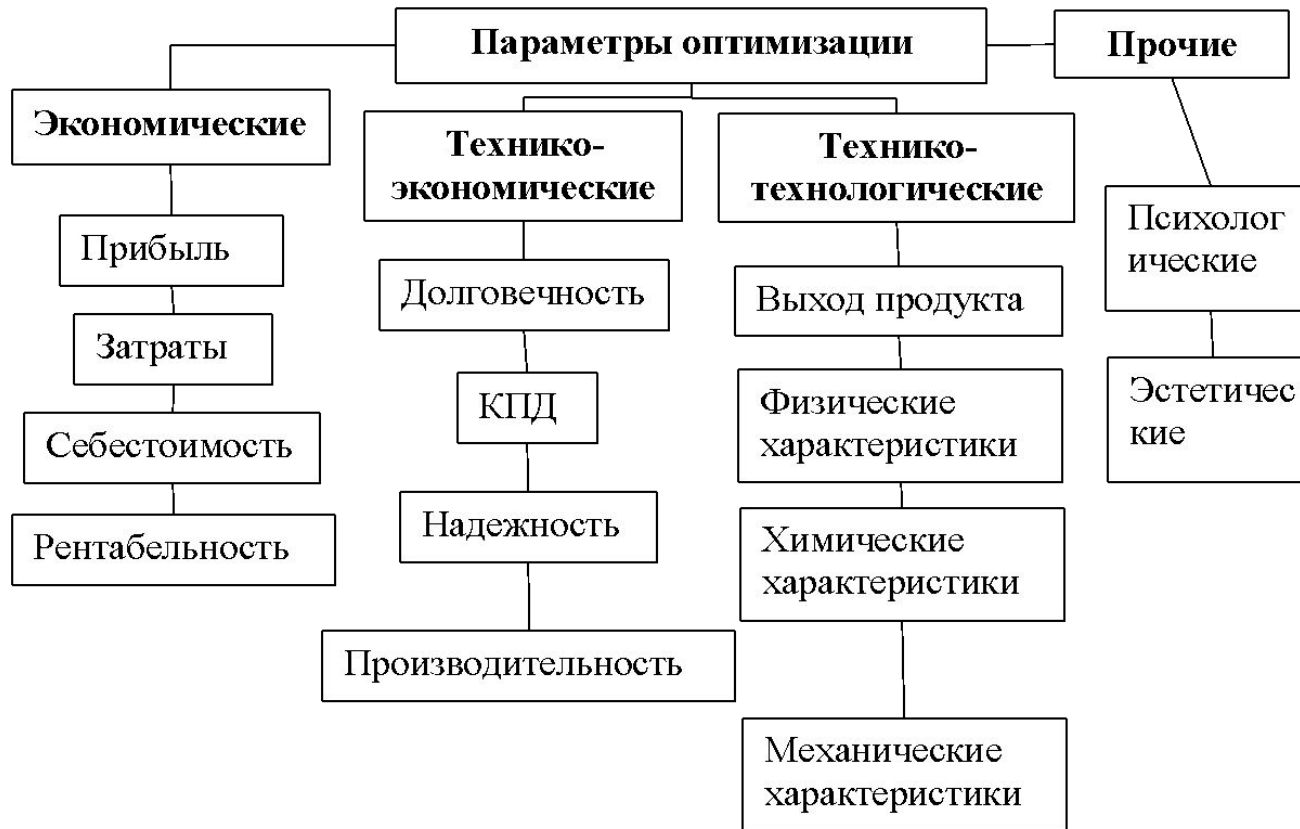 Параметры оптимизации
Прочие
Экономические
Прибыль
Затраты
Себестоимость
Рентабельность
Технико-
экономические
Долговечность
КПД
Надежность
Производительность
Технико-
технологические
Выход продукта
Физические
характеристики
Химические
характеристики
Механические
характеристики
Психолог
ические
Эстетичес
кие